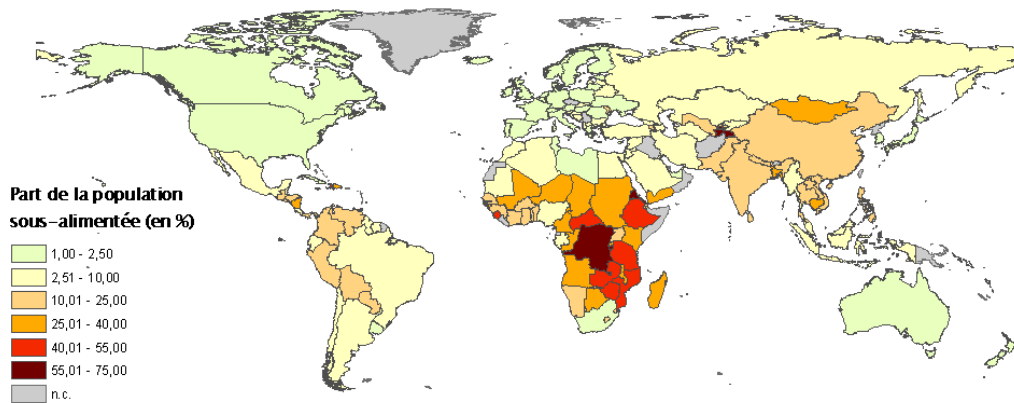 Part de la population
sous-alimentée (en %)
1,00 - 2,50
2,51 - 10,00
10,01 - 25,00
25,01 - 40,00
40,01 - 55,00
55,01 - 75,00
n.c.